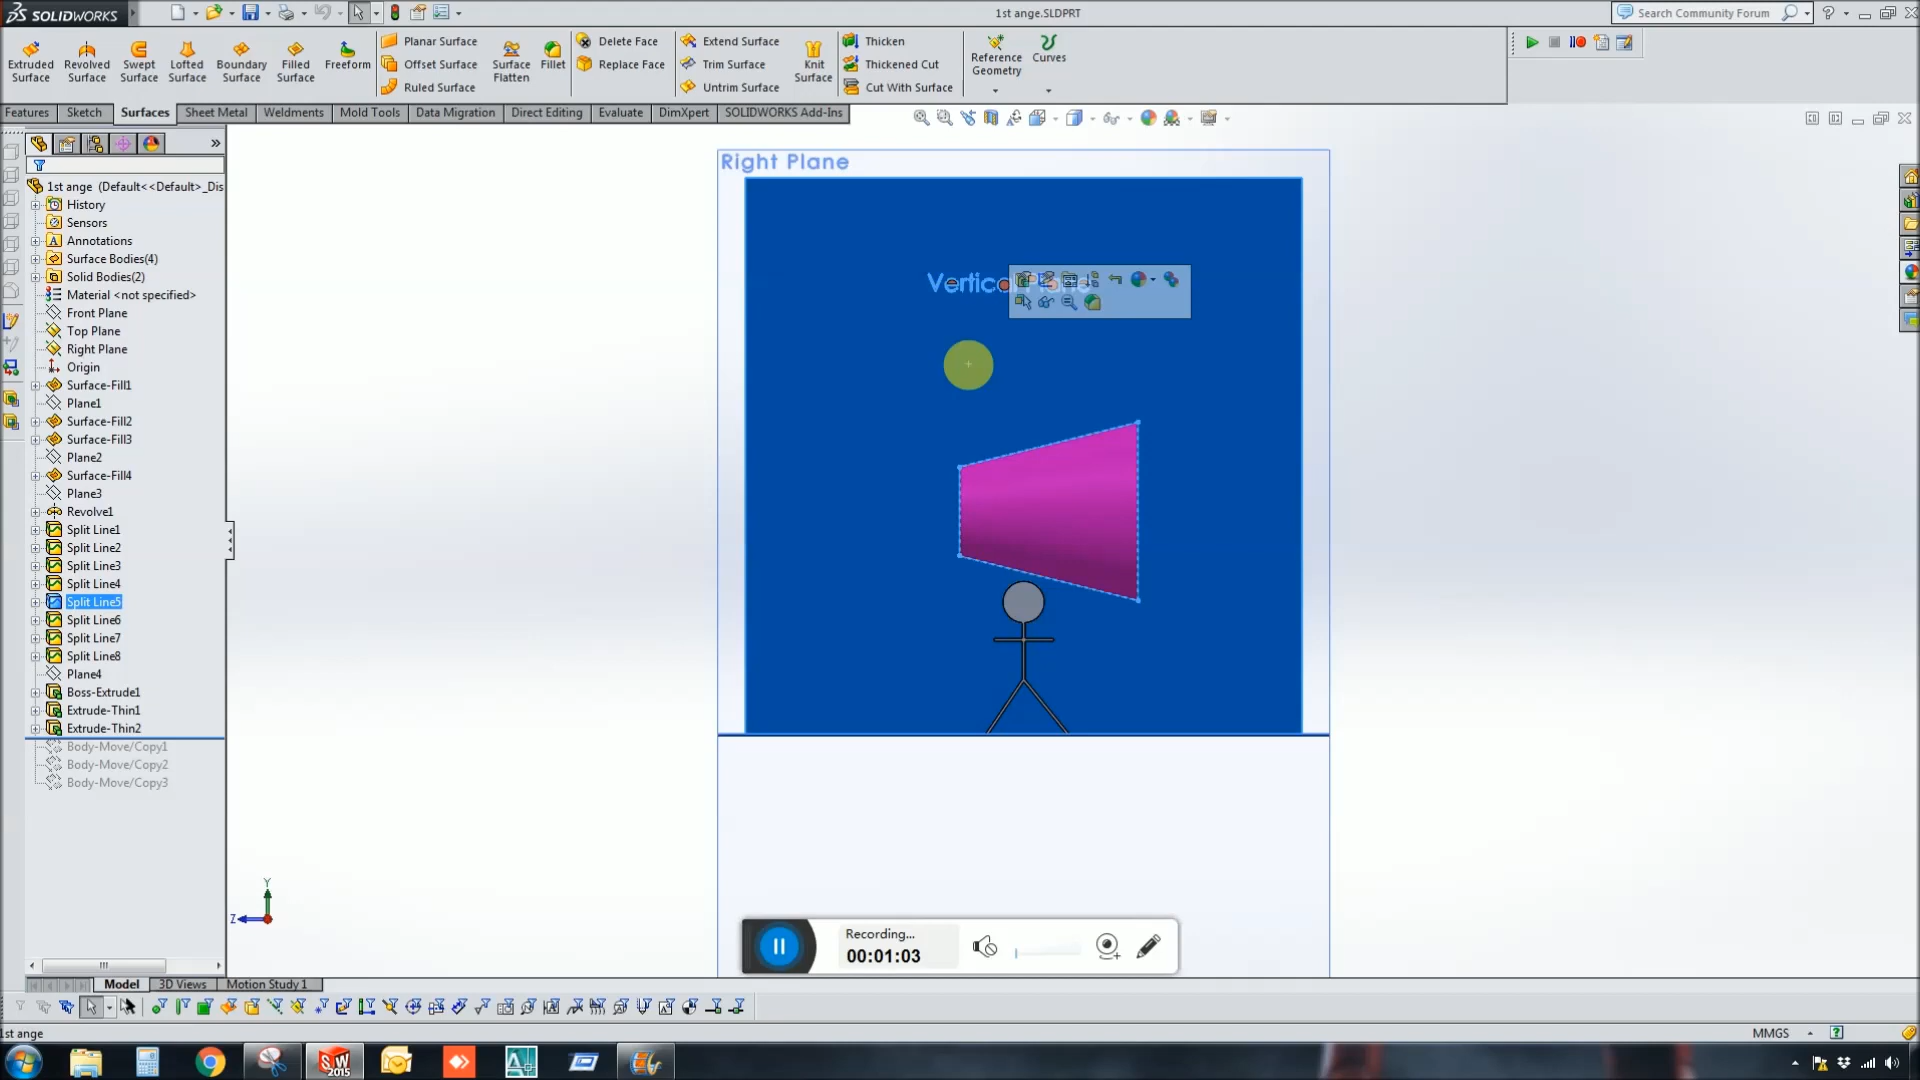 SOLIDWORKS
1st ange.SLDPRT
Search Community Forum
Extruded Surface
Revolved Surface
Swept Surface
Lofted Surface
Boundary Surface
Filled Surface
Freeform
Planar Surface
Offset Surface
Ruled Surface
Surface Flatten
Fillet
Delete Face
Replace Face
Extend Surface
Trim Surface
Untrim Surface
Knit Surface
Thicken
Thickened Cut
Cut With Surface
Reference Geometry
Curves
Features
Sketch
Surfaces
Sheet Metal
Weldments
Mold Tools
Data Migration
Direct Editing
Evaluate
DimXpert
SOLIDWORKS Add-Ins
1st ange (Default<<Default>_Dis
History
Sensors
Annotations
Surface Bodies(4)
Solid Bodies(2)
Material <not specified>
Front Plane
Top Plane
Right Plane
Origin
Surface-Fill1
Plane1
Surface-Fill2
Surface-Fill3
Plane2
Surface-Fill4
Plane3
Revolve1
Split Line1
Split Line2
Split Line3
Split Line4
Split Line5
Split Line6
Split Line7
Split Line8
Plane4
Boss-Extrude1
Extrude-Thin1
Extrude-Thin2
Body-Move/Copy1
Body-Move/Copy2
Body-Move/Copy3
Right Plane
Vertical Plane
Y
Z
Recording...
00:01:03
Model
3D Views
Motion Study 1
1st ange
MMGS
SW
2015